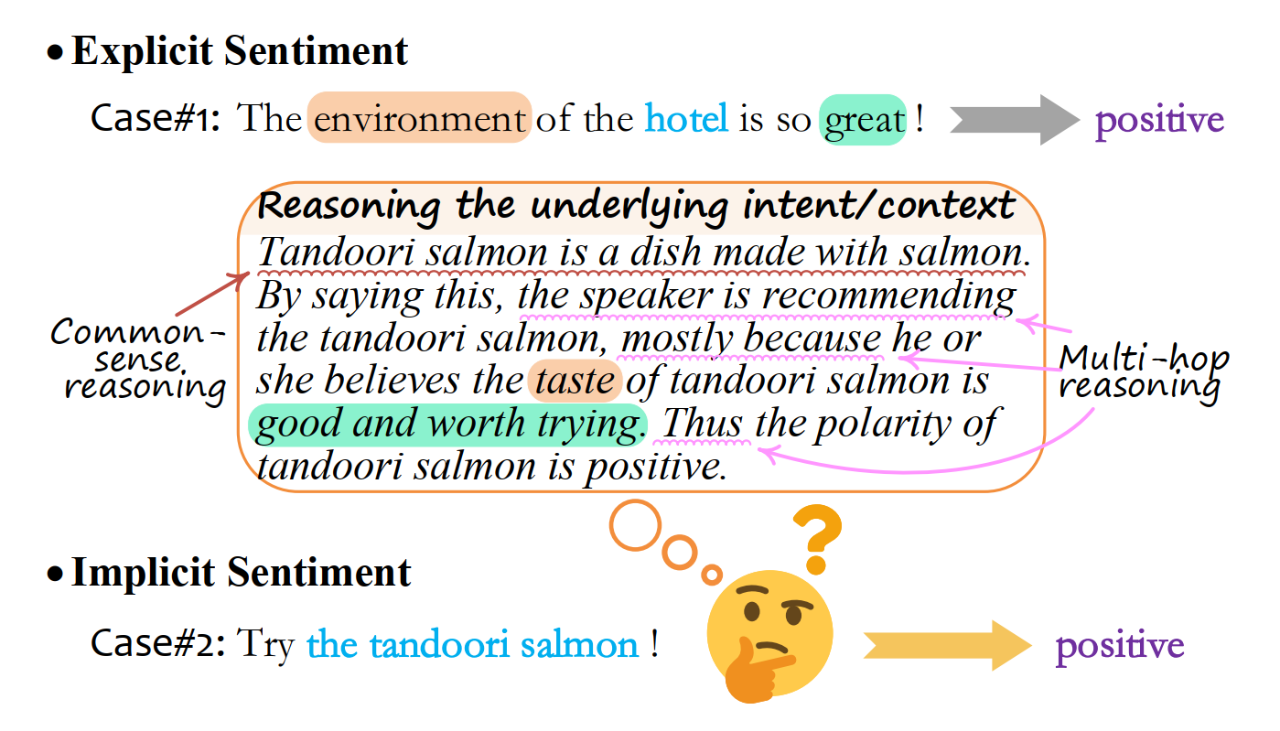 • Explicit Sentiment
Case#1: The environment of the hotel is so great ! positive
Reasoning the underlying intent/context
Tandoori salmon is a dish made with salmon.
By saying this, the speaker is recommending
the tandoori salmon, mostly because he or
she believes the taste of tandoori salmon is
good and worth trying. Thus the polarity of
tandoori salmon is positive.
Common-
sense
reasoning
Multi-hop
reasoning
?
• Implicit Sentiment
Case#2: Try the tandoori salmon ! positive